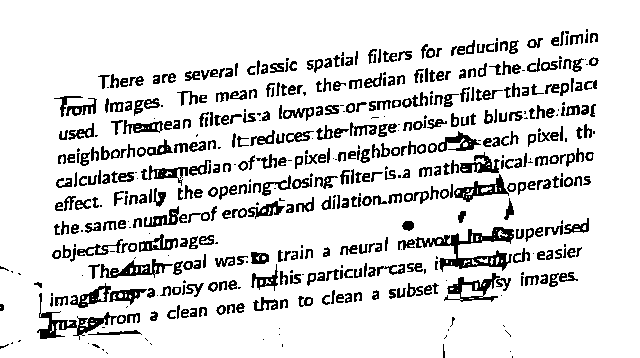 There are several classic spatial filters for reducing or elimin
from images. The mean filter, the median filter and the closing o
used. The mean filter is a lowpass or smoothing filter that replace
neighborhood mean. It reduces the image noise but blurs the imag
calculates the median of the pixel neighborhood each pixel, th
effect. Finally the opening closing filter is a mathematical morpho
the same number of erosion and dilation morphological operations
objects from images.
The main goal was to train a neural network in a supervised
image from a noisy one. In this particular case, it was much easier
image from a clean one than to clean a subset of noisy images.